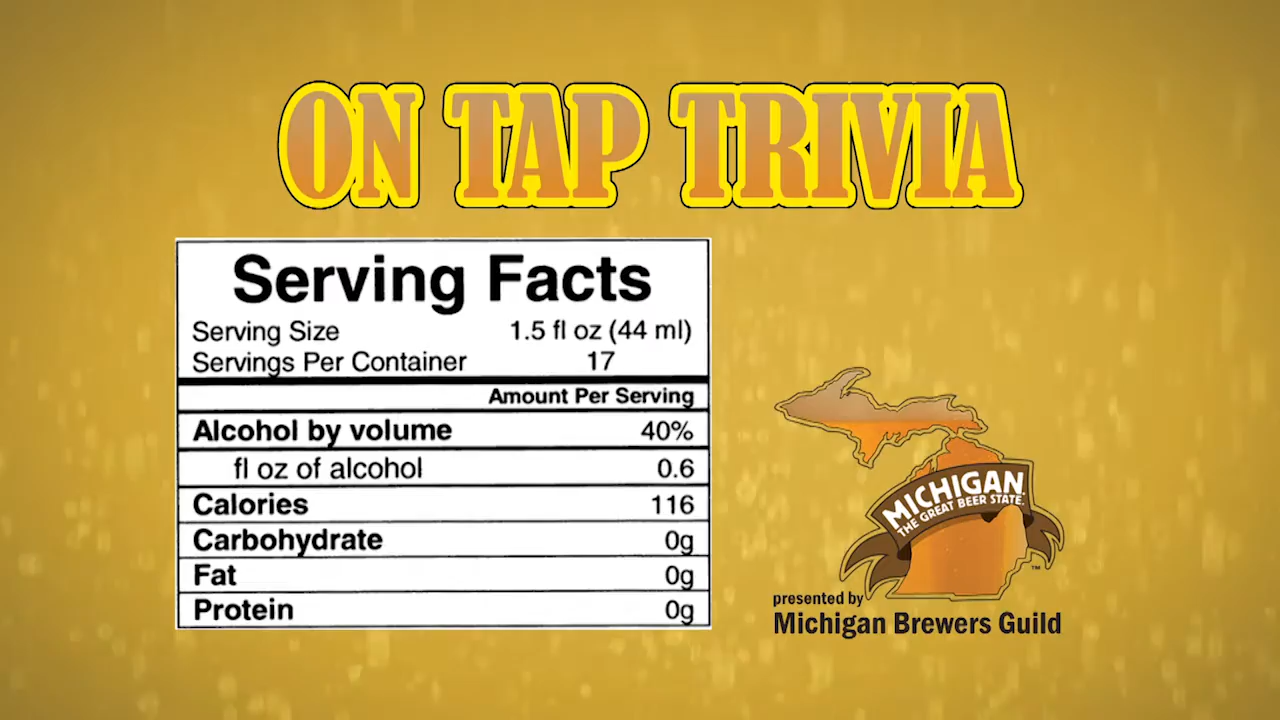 ON TAP TRIVIA
Serving Facts
Serving Size 1.5 fl oz (44 ml)
Servings Per Container 17
Amount Per Serving
Alcohol by volume 40%
fl oz of alcohol 0.6
Calories 116
Carbohydrate 0g
Fat 0g
Protein 0g
MICHIGAN
THE GREAT BEER STATE.
TM
presented by
Michigan Brewers Guild